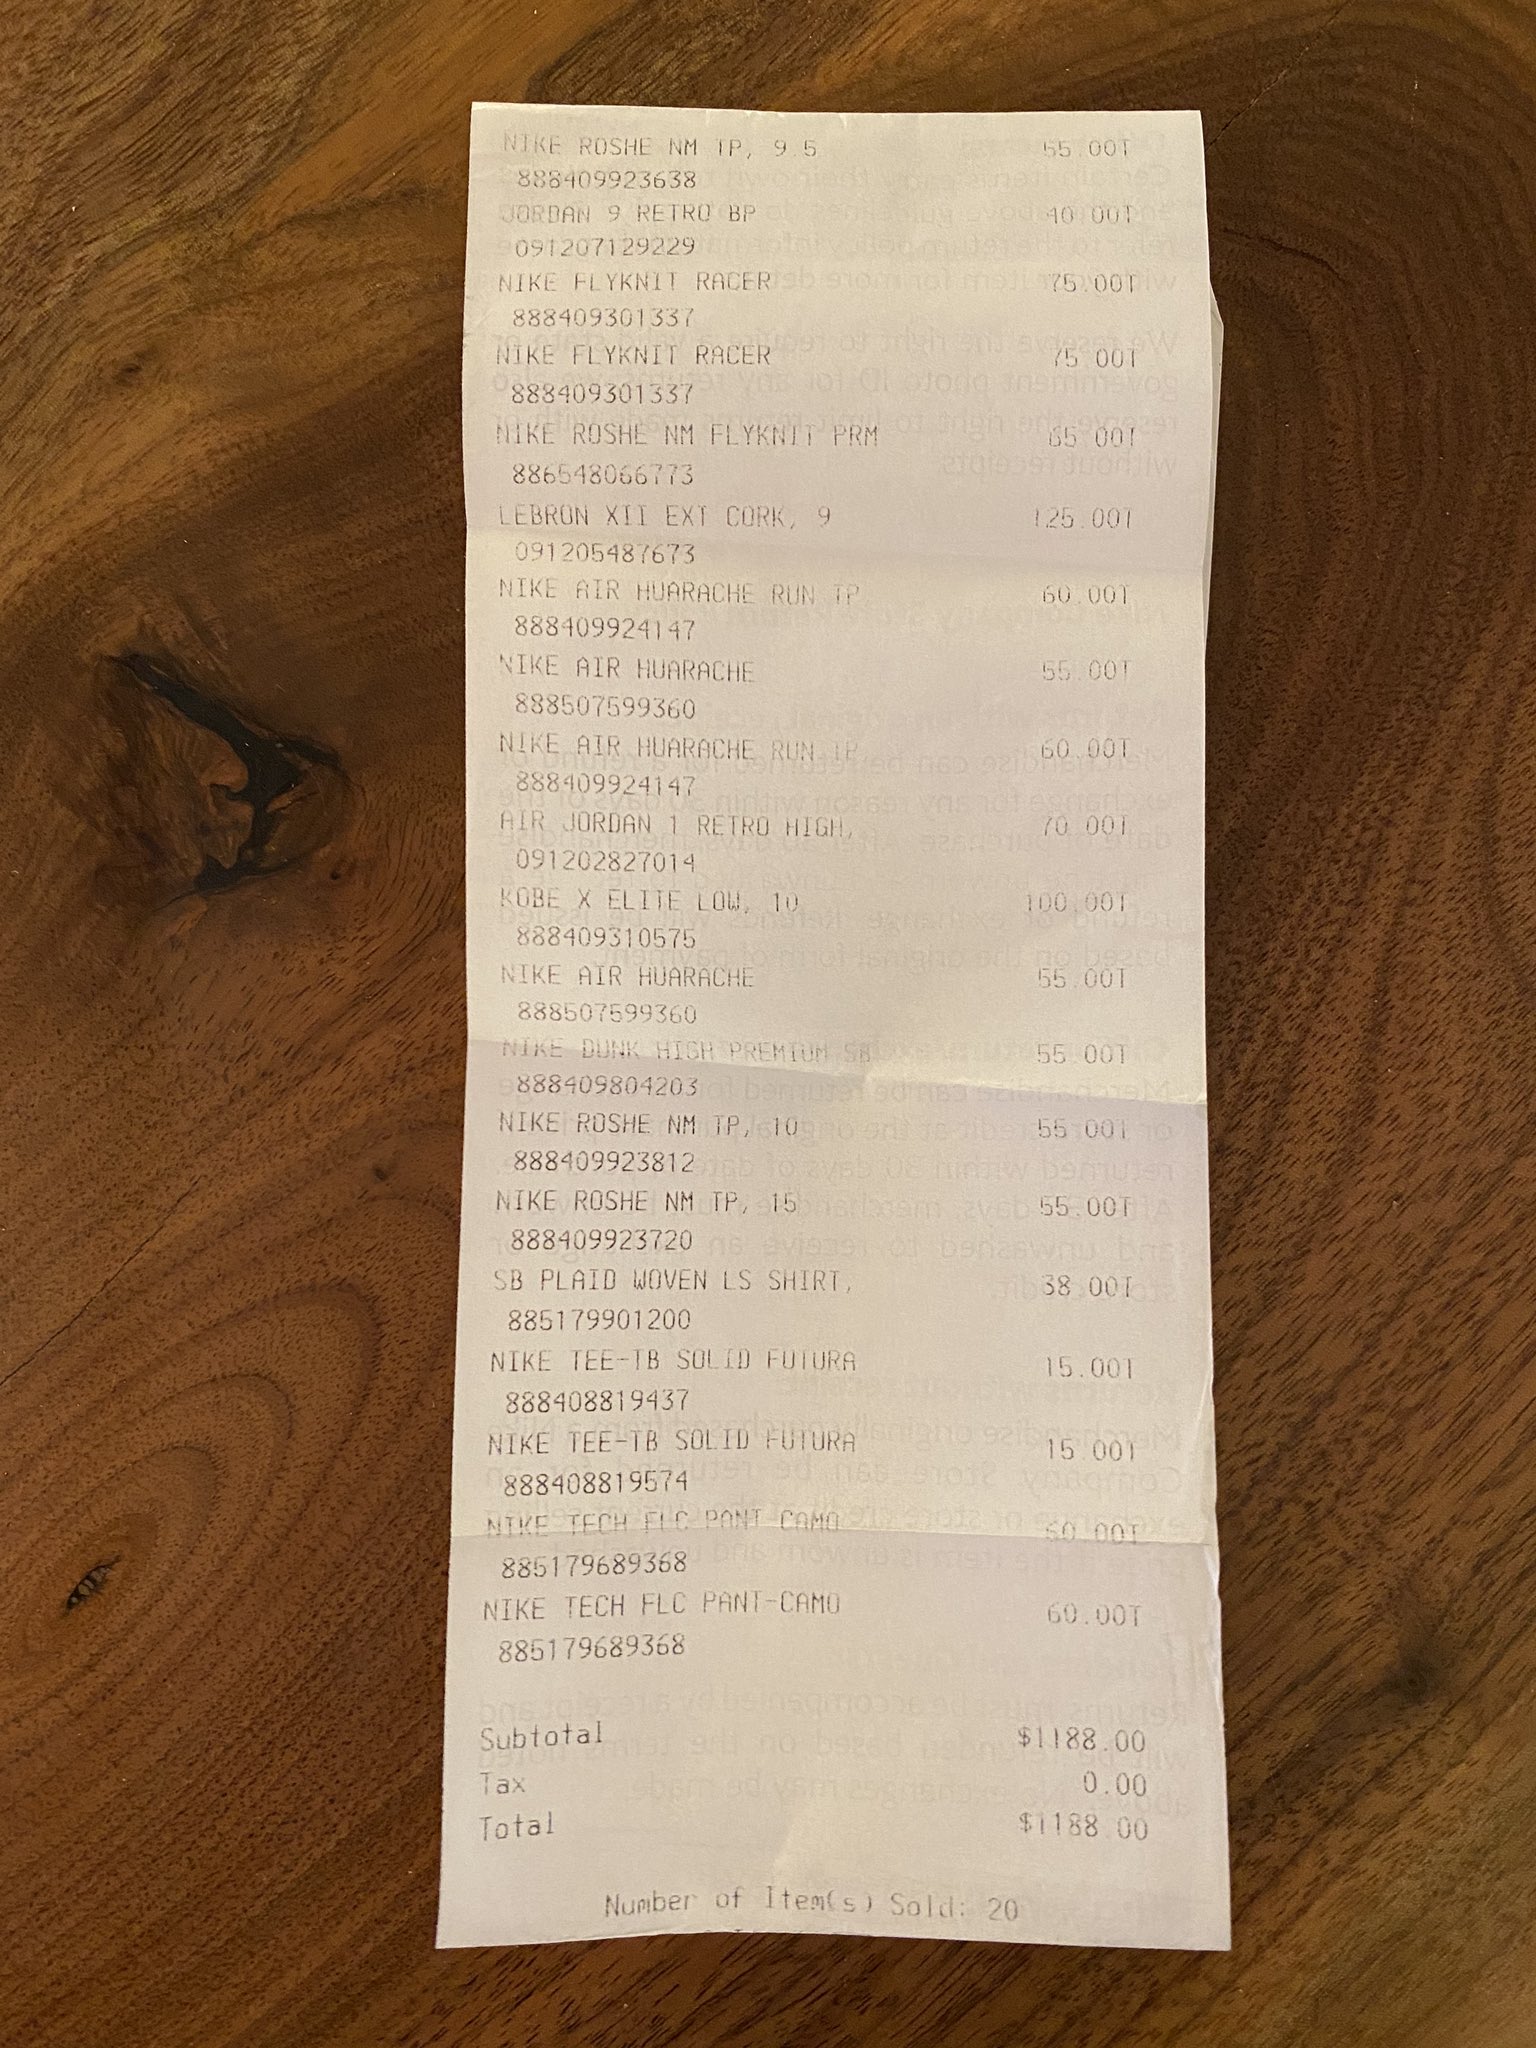 NIKE ROSHE NM TP, 9.5 55.00T
888409923638
JORDAN 9 RETRO BP 40.00T
091207129229
NIKE FLYKNIT RACER 75.00T
888409301337
NIKE FLYKNIT RACER 75.00T
888409301337
NIKE ROSHE NM FLYKNIT PRM 65.00T
886548066773
LEBRON XII EXT CORK, 9 125.00T
091205487673
NIKE AIR HUARACHE RUN TP 60.00T
888409924147
NIKE AIR HUARACHE 55.00T
888507599360
NIKE AIR HUARACHE RUN TP 60.00T
888409924147
AIR JORDAN 1 RETRO HIGH, 70.00T
091202827014
KOBE X ELITE LOW, 10 100.00T
888409310575
NIKE AIR HUARACHE 55.00T
888507599360
NIKE DUNK HIGH PREMIUM SB 55.00T
888409804203
NIKE ROSHE NM TP, 10 55.00T
888409923812
NIKE ROSHE NM TP, 15 55.00T
888409923720
SB PLAID WOVEN LS SHIRT, 38.00T
885179901200
NIKE TEE-TB SOLID FUTURA 15.00T
888408819437
NIKE TEE-TB SOLID FUTURA 15.00T
888408819574
NIKE TECH FLC PANT-CAMO 60.00T
885179689368
NIKE TECH FLC PANT-CAMO 60.00T
885179689368
Subtotal $1188.00
Tax 0.00
Total $1188.00
Number of Item(s) Sold: 20